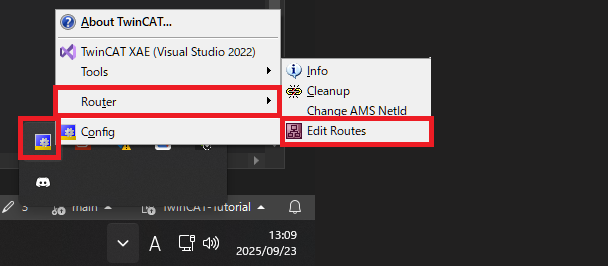 About TwinCAT...
TwinCAT XAE (Visual Studio 2022)
Tools
Router
Config
Info
Cleanup
Change AMS NetId
Edit Routes
main
TwinCAT-Tutorial
A
13:09
2025/09/23